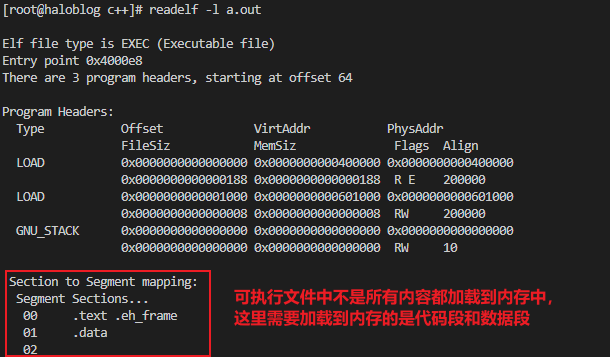 [root@haloblog c++]# readelf -l a.out
Elf file type is EXEC (Executable file)
Entry point 0x4000e8
There are 3 program headers, starting at offset 64
Program Headers:
Type Offset VirtAddr PhysAddr
FileSiz MemSiz Flags Align
LOAD 0x0000000000000000 0x0000000000400000 0x0000000000400000
0x0000000000000188 0x0000000000000188 R E 200000
LOAD 0x0000000000001000 0x0000000000601000 0x0000000000601000
0x0000000000000008 0x0000000000000008 RW 200000
GNU_STACK 0x0000000000000000 0x0000000000000000 0x0000000000000000
0x0000000000000000 0x0000000000000000 RW 10
Section to Segment mapping:
Segment Sections...
00 .text .eh_frame
01 .data
02
可执行文件中不是所有内容都加载到内存中，
这里需要加载到内存的是代码段和数据段